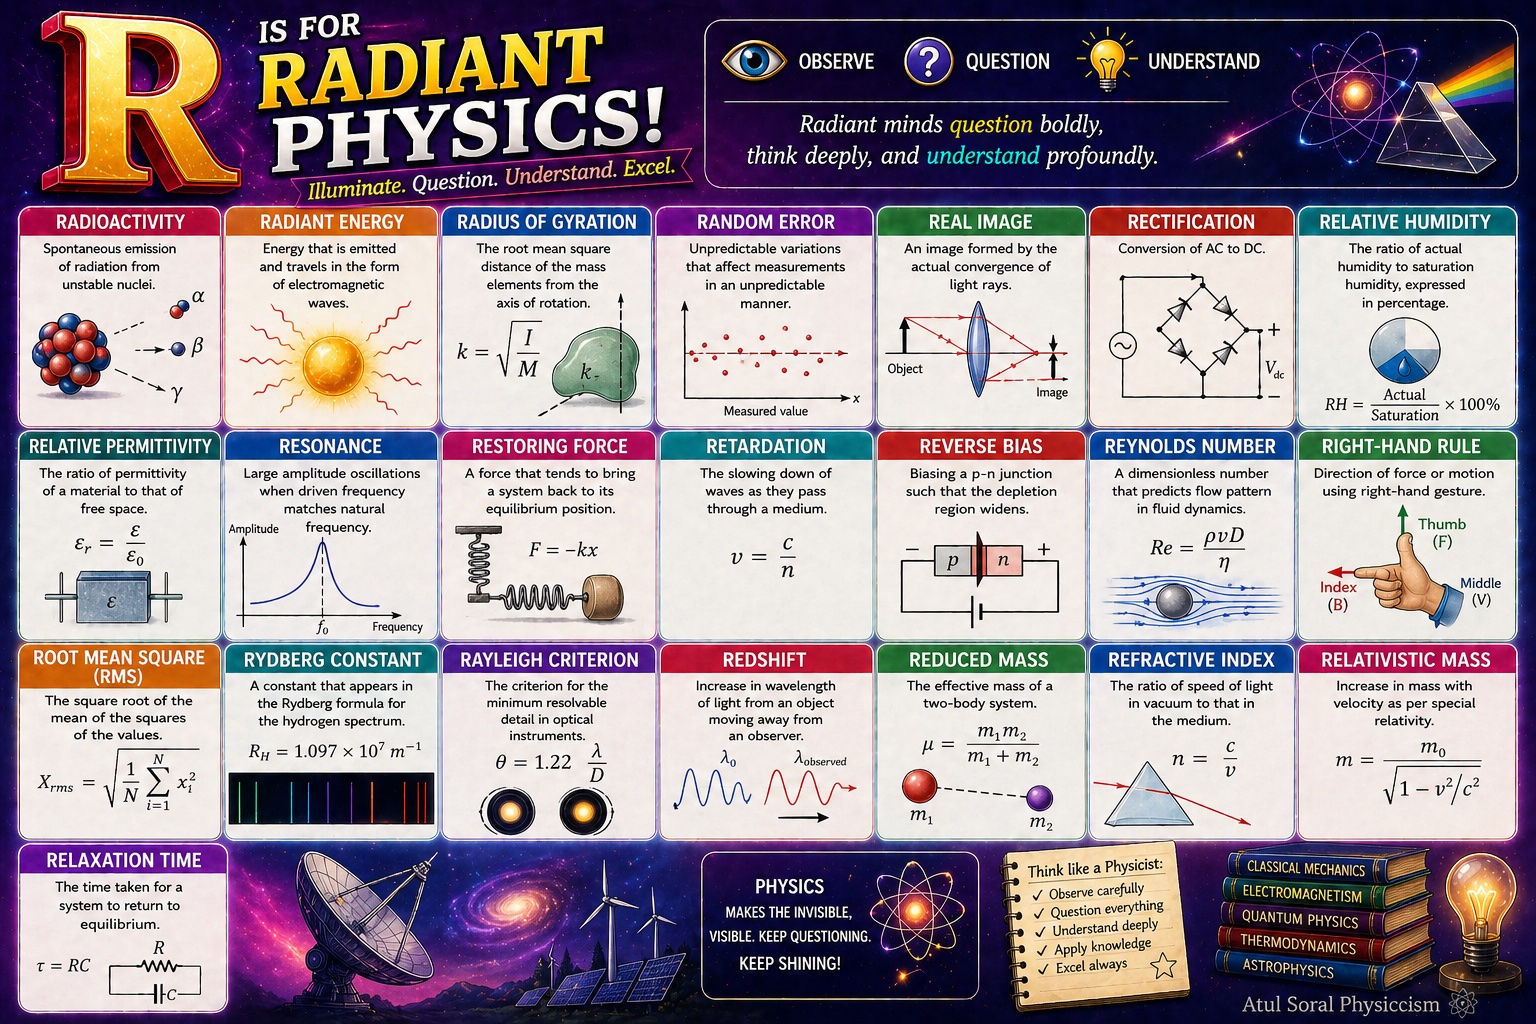 R
IS FOR
RADIANT
PHYSICS!
Illuminate. Question. Understand. Excel.
OBSERVE
?
QUESTION
UNDERSTAND
Radiant minds question boldly,
think deeply, and understand profoundly.
RADIOACTIVITY
Spontaneous emission
of radiation from
unstable nuclei.
α
β
γ
RADIANT ENERGY
Energy that is emitted
and travels in the form
of electromagnetic
waves.
RADIUS OF GYRATION
The root mean square
distance of the mass
elements from the
axis of rotation.
k = √(I/M)
k
RANDOM ERROR
Unpredictable variations
that affect measurements
in an unpredictable
manner.
x
Measured value
REAL IMAGE
An image formed by the
actual convergence of
light rays.
Object
Image
RECTIFICATION
Conversion of AC to DC.
+
V_dc
−
RELATIVE HUMIDITY
The ratio of actual
humidity to saturation
humidity, expressed
in percentage.
RH = Actual/Saturation × 100%
RELATIVE PERMITTIVITY
The ratio of permittivity
of a material to that of
free space.
ε_r = ε/ε_0
ε
RESONANCE
Large amplitude oscillations
when driven frequency
matches natural
frequency.
Amplitude
f_0
Frequency
RESTORING FORCE
A force that tends to bring
a system back to its
equilibrium position.
F = −kx
RETARDATION
The slowing down of
waves as they pass
through a medium.
v = c/n
REVERSE BIAS
Biasing a p–n junction
such that the depletion
region widens.
− +
p n
REYNOLDS NUMBER
A dimensionless number
that predicts flow pattern
in fluid dynamics.
Re = ρvD/η
RIGHT-HAND RULE
Direction of force or motion
using right-hand gesture.
Thumb
(F)
Index
(B)
Middle
(V)
ROOT MEAN SQUARE
(RMS)
The square root of the
mean of the squares
of the values.
X_rms = √(1/N ∑_{i=1}^{N} x_i²)
RYDBERG CONSTANT
A constant that appears in
the Rydberg formula for
the hydrogen spectrum.
R_H = 1.097 × 10⁷ m⁻¹
RAYLEIGH CRITERION
The criterion for the
minimum resolvable
detail in optical
instruments.
θ = 1.22 λ/D
REDSHIFT
Increase in wavelength
of light from an object
moving away from
an observer.
λ_0
λ_observed
REDUCED MASS
The effective mass of a
two-body system.
μ = m_1m_2/(m_1 + m_2)
m_1
m_2
REFRACTIVE INDEX
The ratio of speed of light
in vacuum to that in
the medium.
n = c/v
RELATIVISTIC MASS
Increase in mass with
velocity as per special
relativity.
m = m_0/√(1 − v²/c²)
RELAXATION TIME
The time taken for a
system to return to
equilibrium.
τ = RC
R
C
PHYSICS
MAKES THE INVISIBLE,
VISIBLE. KEEP QUESTIONING.
KEEP SHINING!
Think like a Physicist:
✓ Observe carefully
✓ Question everything
✓ Understand deeply
✓ Apply knowledge
✓ Excel always
CLASSICAL MECHANICS
ELECTROMAGNETISM
QUANTUM PHYSICS
THERMODYNAMICS
ASTROPHYSICS
Atul Soral Physiccism